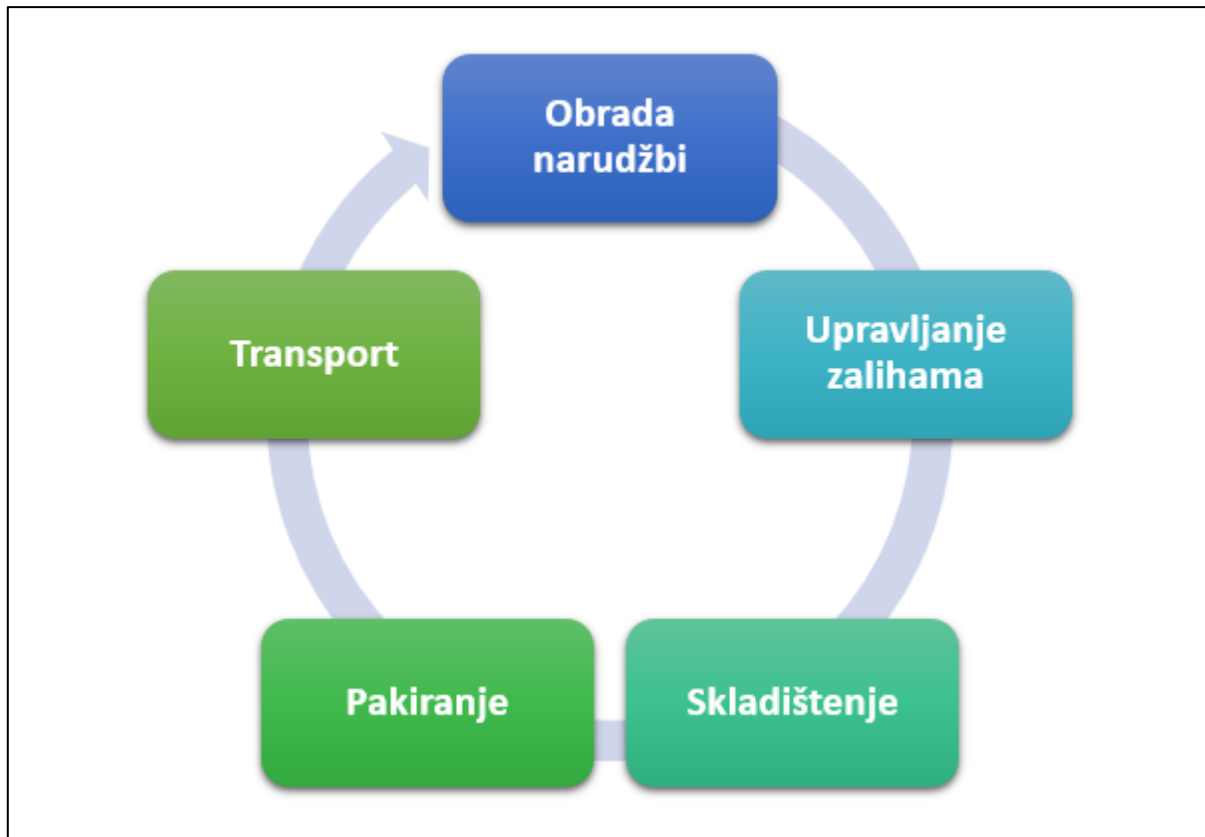 Obrada
narudžbi
Upravljanje
zalihama
Skladištenje
Pakiranje
Transport